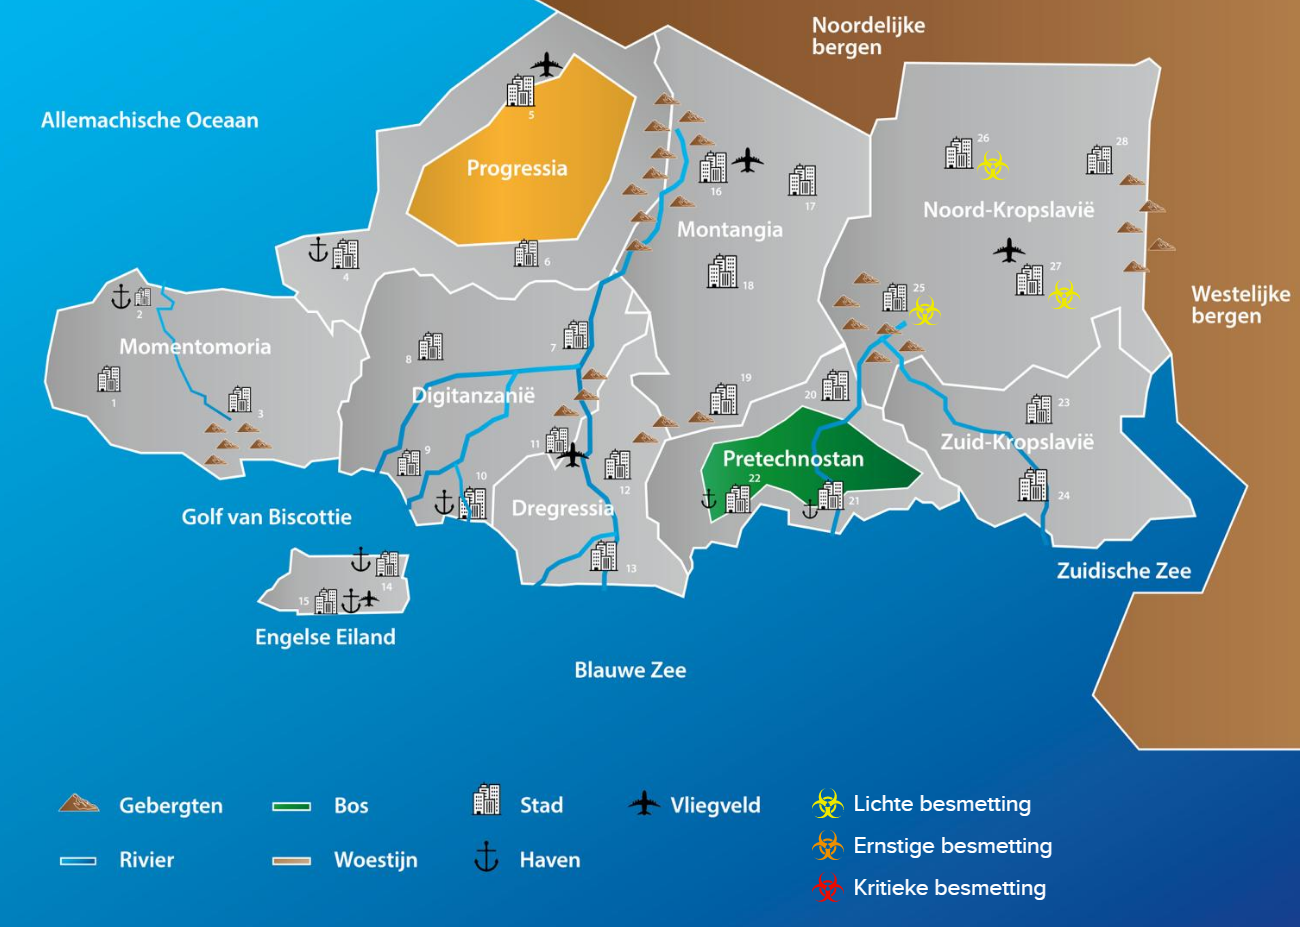 Noordelijke
bergen
Allemachische Oceaan
5
26
28
Progressia
16
17
Noord-Kropslavië
Montangia
4
6
18
27
25
Westelijke
bergen
2
Momentomoria
7
8
1
3
Digitanzanië
19
20
23
11
9
10
12
Zuid-Kropslavië
Pretechnostan
22
21
24
Golf van Biscottie
Dregressia
13
14
15
Zuidische Zee
Engelse Eiland
Blauwe Zee
Gebergten
Bos
Stad
Vliegveld
Lichte besmetting
Ernstige besmetting
Rivier
Woestijn
Haven
Kritieke besmetting